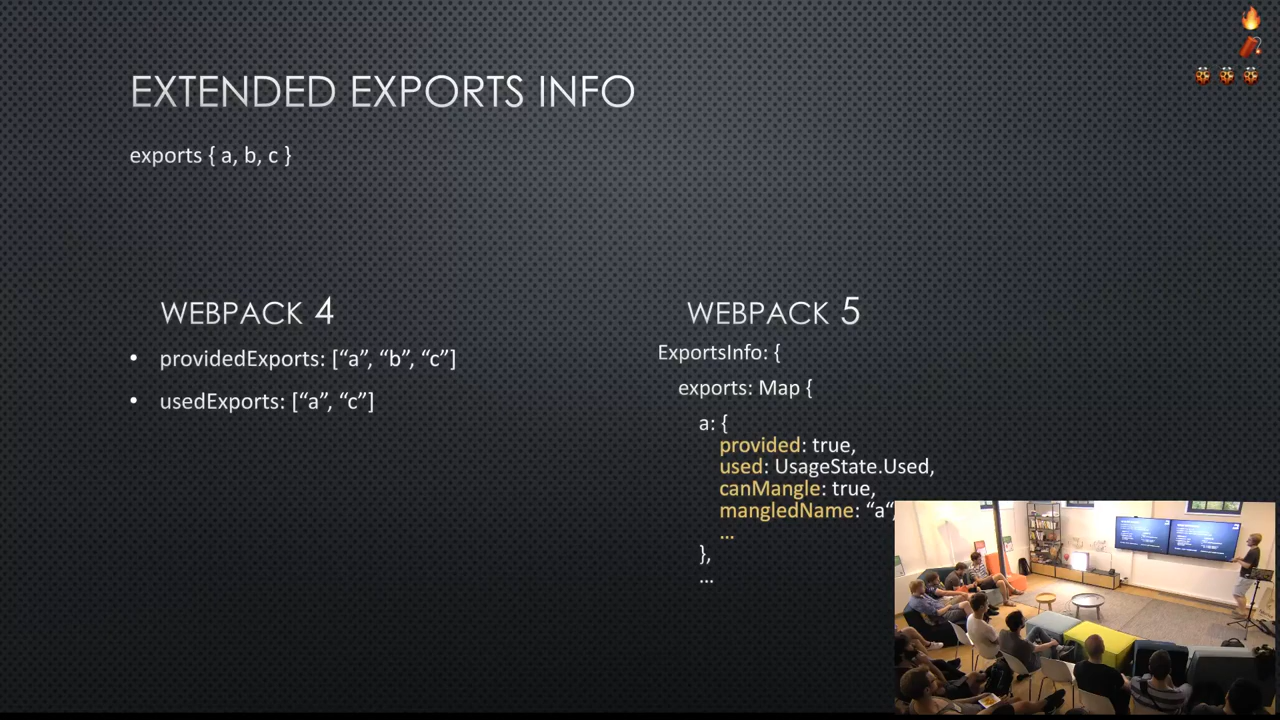 EXTENDED EXPORTS INFO
exports { a, b, c }
WEBPACK 4
• providedExports: [“a”, “b”, “c”]
• usedExports: [“a”, “c”]
WEBPACK 5
ExportsInfo: {
exports: Map {
a: {
provided: true,
used: UsageState.Used,
canMangle: true,
mangledName: “a“
...
},
...